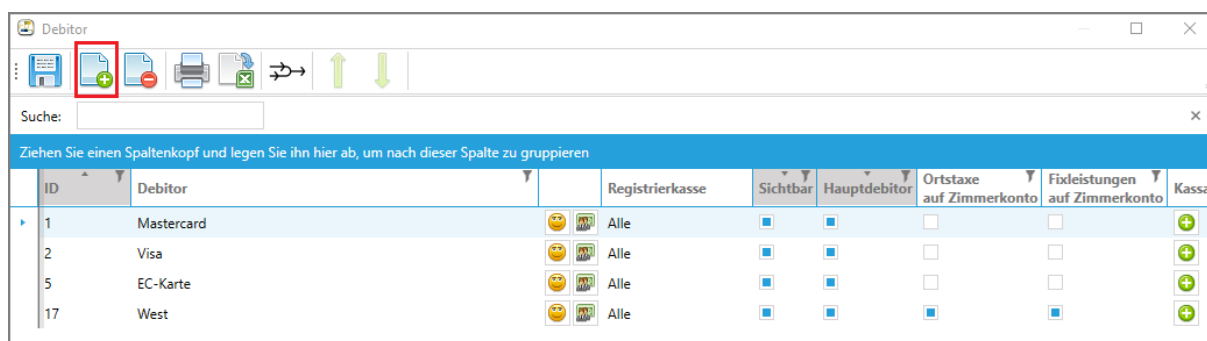 Debitor
Suche:
Ziehen Sie einen Spaltenkopf und legen Sie ihn hier ab, um nach dieser Spalte zu gruppieren
ID Debitor Registrierkasse Sichtbar Hauptdebitor Ortstaxe auf Zimmerkonto Fixleistungen auf Zimmerkonto Kassa
1 Mastercard Alle
2 Visa Alle
5 EC-Karte Alle
17 West Alle